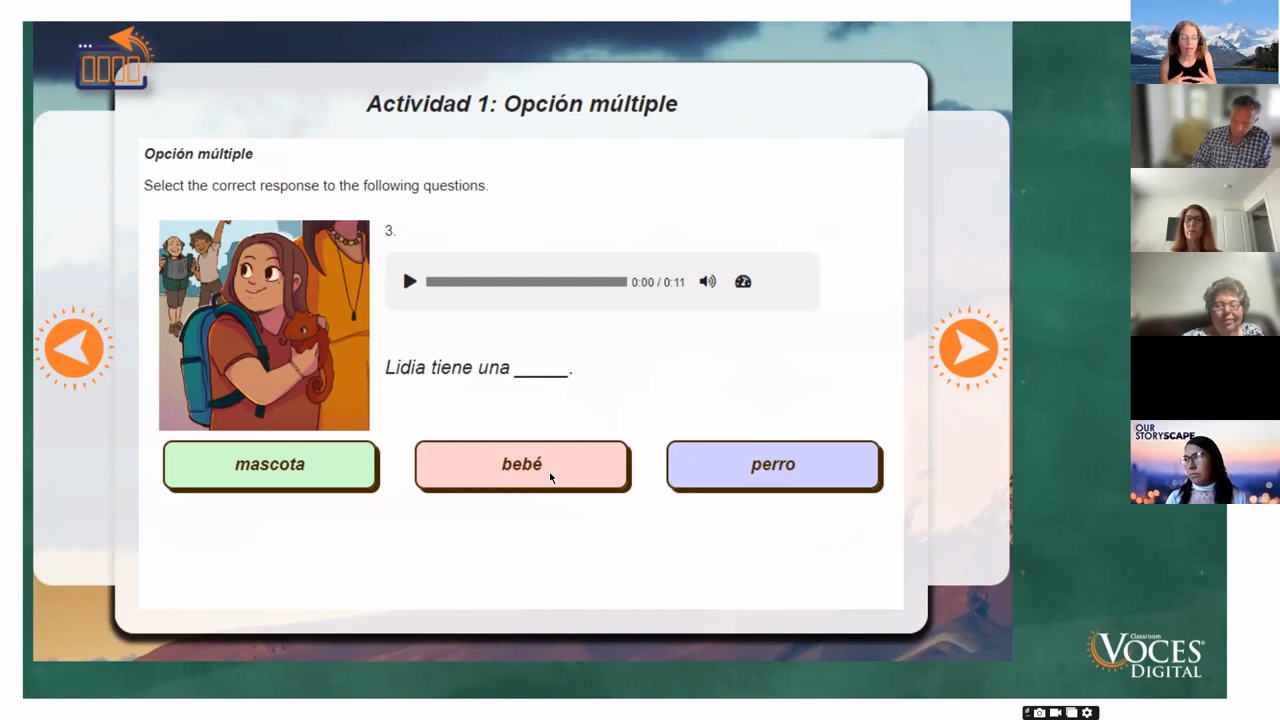 Actividad 1: Opción múltiple
Opción múltiple
Select the correct response to the following questions.
3.
0:00 / 0:11
Lidia tiene una _____.
mascota
bebé
perro
OUR
STORYSCAPE
Classroom
VOCES®
DIGITAL